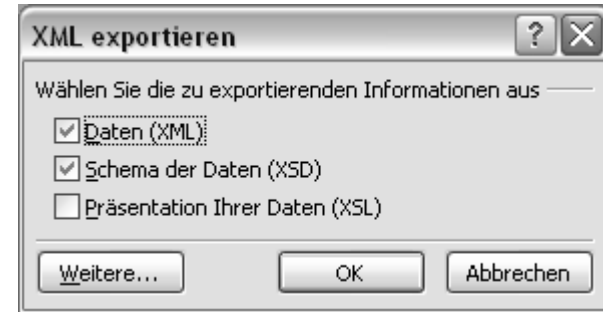 XML exportieren ?
Wählen Sie die zu exportierenden Informationen aus
Daten (XML)
Schema der Daten (XSD)
Präsentation Ihrer Daten (XSL)
Weitere... OK Abbrechen